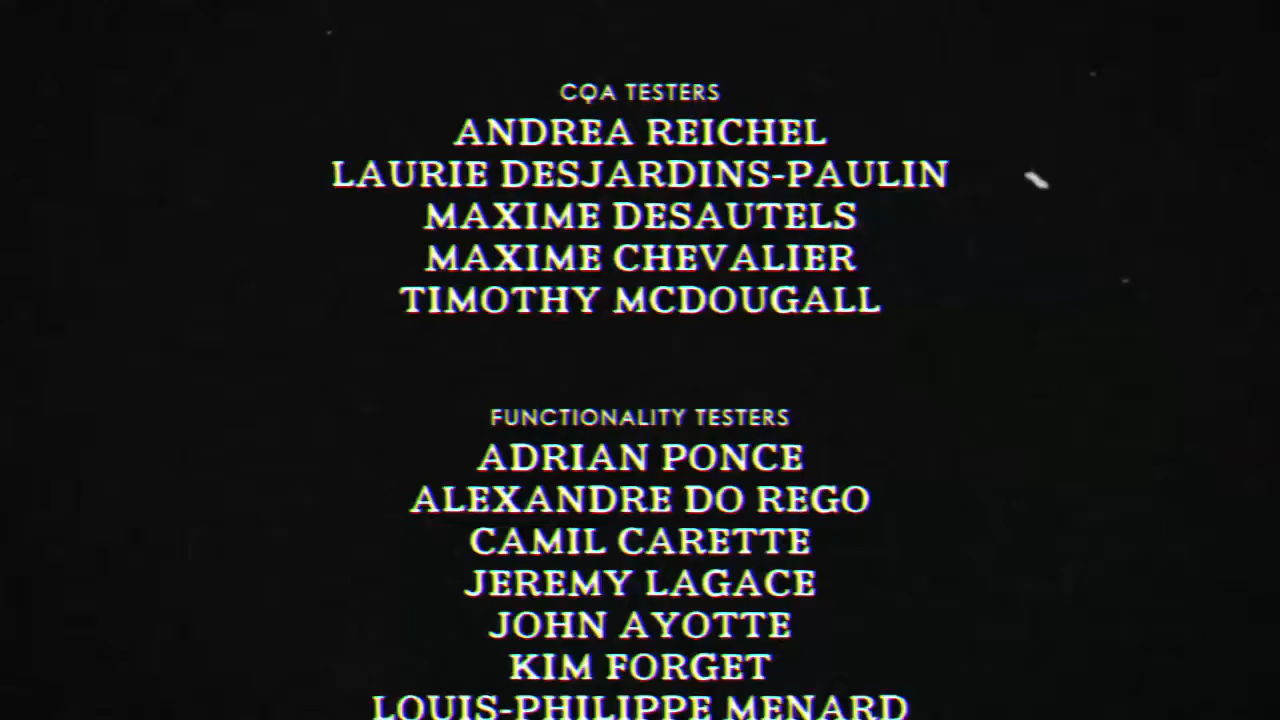 CQA TESTERS
ANDREA REICHEL
LAURIE DESJARDINS-PAULIN
MAXIME DESAUTELS
MAXIME CHEVALIER
TIMOTHY MCDOUGALL
FUNCTIONALITY TESTERS
ADRIAN PONCE
ALEXANDRE DO REGO
CAMIL CARETTE
JEREMY LAGACE
JOHN AYOTTE
KIM FORGET
LOUIS-PHILIPPE MENARD